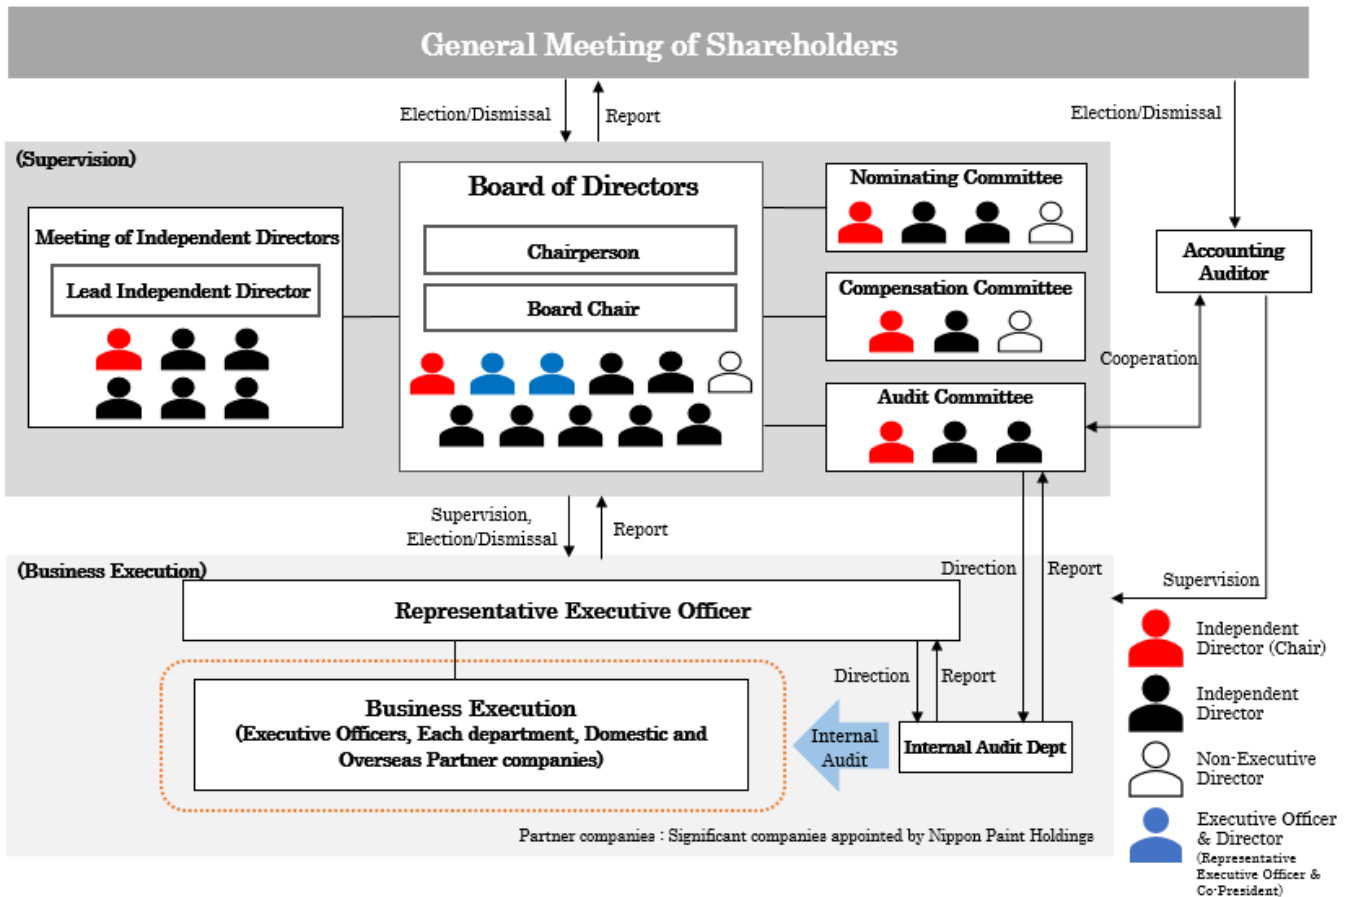 General Meeting of Shareholders
Election/Dismissal
Report
Election/Dismissal
(Supervision)
Board of Directors
Chairperson
Board Chair
Meeting of Independent Directors
Lead Independent Director
Nominating Committee
Compensation Committee
Audit Committee
Accounting
Auditor
Cooperation
Supervision,
Election/Dismissal
Report
Direction
Report
Supervision
(Business Execution)
Representative Executive Officer
Direction
Report
Business Execution
(Executive Officers, Each department, Domestic and
Overseas Partner companies)
Internal
Audit
Internal Audit Dept
Partner companies : Significant companies appointed by Nippon Paint Holdings
Independent
Director (Chair)
Independent
Director
Non-Executive
Director
Executive Officer
& Director
(Representative
Executive Officer &
Co-President)